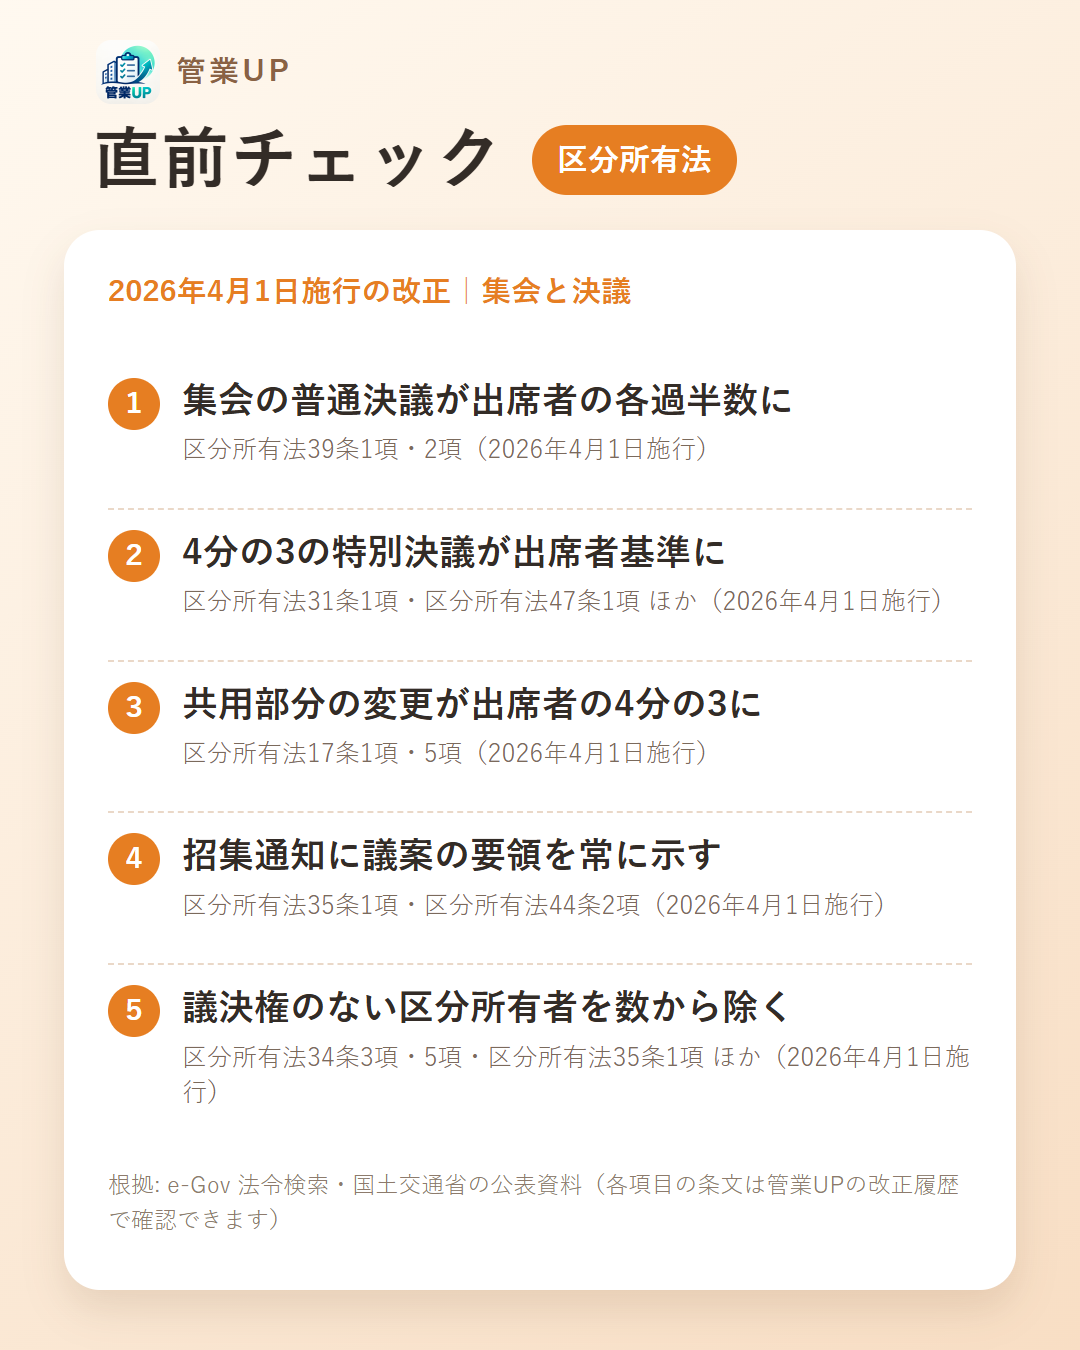 管業UP
管業UP
直前チェック
区分所有法
2026年4月1日施行の改正｜集会と決議
1
集会の普通決議が出席者の各過半数に
区分所有法39条1項・2項（2026年4月1日施行）
2
4分の3の特別決議が出席者基準に
区分所有法31条1項・区分所有法47条1項 ほか（2026年4月1日施行）
3
共用部分の変更が出席者の4分の3に
区分所有法17条1項・5項（2026年4月1日施行）
4
招集通知に議案の要領を常に示す
区分所有法35条1項・区分所有法44条2項（2026年4月1日施行）
5
議決権のない区分所有者を数から除く
区分所有法34条3項・5項・区分所有法35条1項 ほか（2026年4月1日施
行）
根拠: e-Gov 法令検索・国土交通省の公表資料（各項目の条文は管業UPの改正履歴
で確認できます）